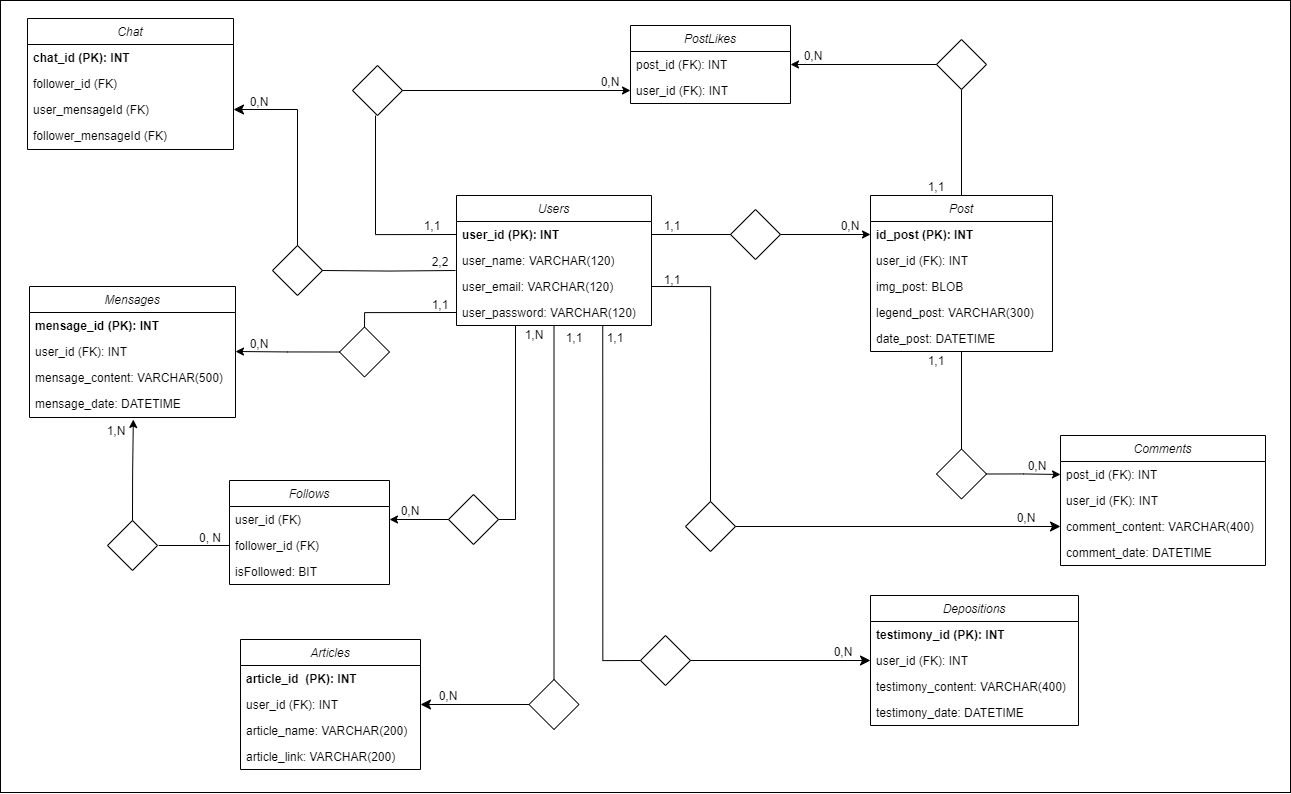 Chat
chat_id (PK): INT
follower_id (FK)
user_mensageId (FK)
follower_mensageId (FK)
0,N
PostLikes
post_id (FK): INT
user_id (FK): INT
0,N
0,N
1,1
1,1
2,2
1,1
Users
user_id (PK): INT
user_name: VARCHAR(120)
user_email: VARCHAR(120)
user_password: VARCHAR(120)
1,1
0,N
1,1
1,N
1,1
1,1
Post
id_post (PK): INT
user_id (FK): INT
img_post: BLOB
legend_post: VARCHAR(300)
date_post: DATETIME
1,1
Mensages
mensage_id (PK): INT
user_id (FK): INT
mensage_content: VARCHAR(500)
mensage_date: DATETIME
0,N
1,N
Follows
user_id (FK)
follower_id (FK)
isFollowed: BIT
0,N
0, N
Comments
post_id (FK): INT
user_id (FK): INT
comment_content: VARCHAR(400)
comment_date: DATETIME
0,N
0,N
Articles
article_id  (PK): INT
user_id (FK): INT
article_name: VARCHAR(200)
article_link: VARCHAR(200)
0,N
Depositions
testimony_id (PK): INT
user_id (FK): INT
testimony_content: VARCHAR(400)
testimony_date: DATETIME
0,N